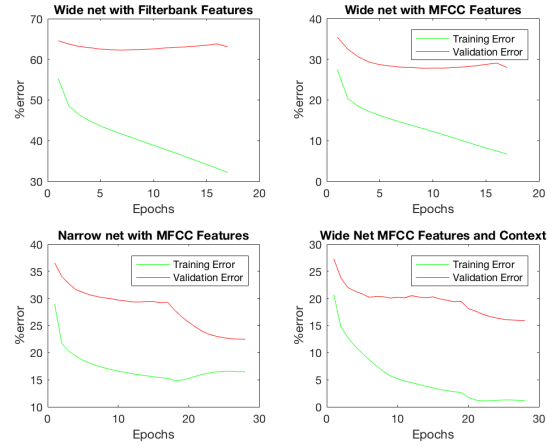 Wide net with Filterbank Features
70
60
50
40
30
%error
0
5
10
15
20
Epochs
Wide net with MFCC Features
Training Error
Validation Error
40
30
20
10
0
%error
0
5
10
15
20
Epochs
Narrow net with MFCC Features
Training Error
Validation Error
40
35
30
25
20
15
10
%error
0
10
20
30
Epochs
Wide Net MFCC Features and Context
Training Error
Validation Error
30
25
20
15
10
5
0
%error
0
10
20
30
Epochs